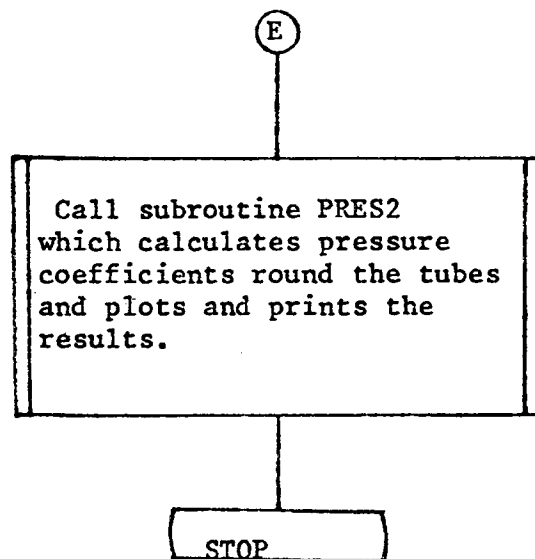 E
Call subroutine PRES2
which calculates pressure
coefficients round the tubes
and plots and prints the
results.
STOP